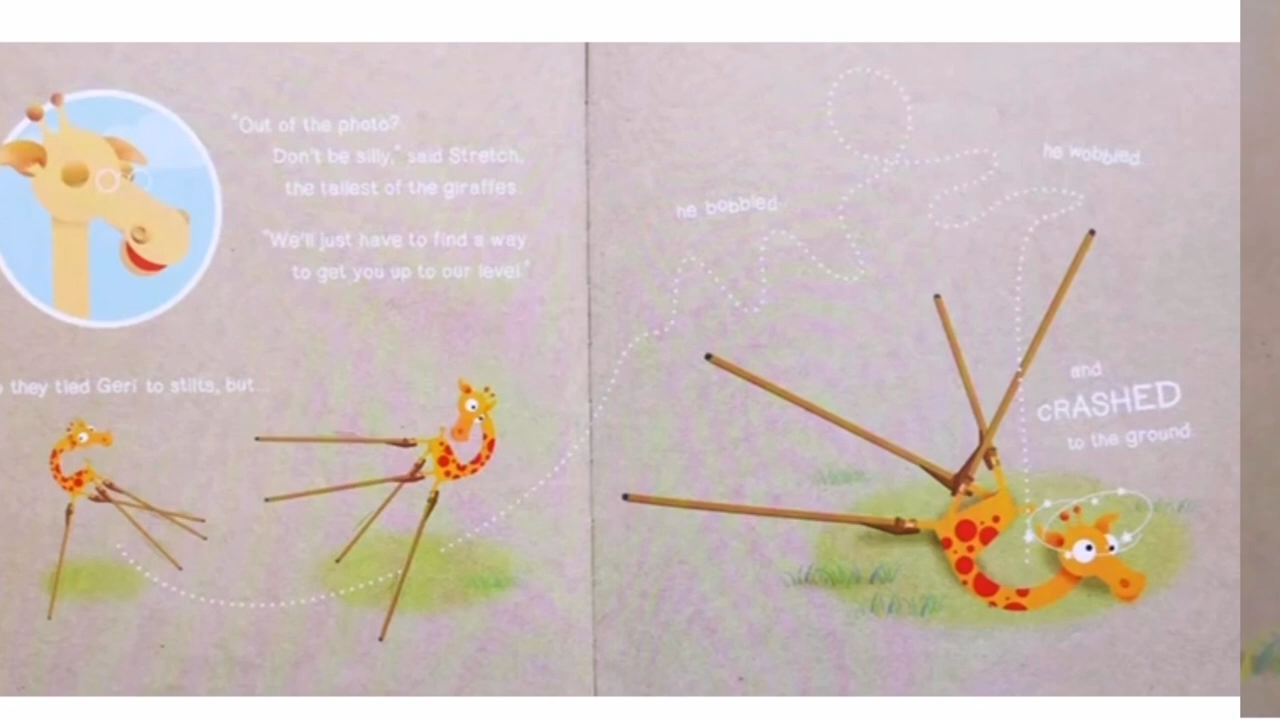 "Out of the photo?
Don't be silly," said Stretch,
the tallest of the giraffes.
"We'll just have to find a way
to get you up to our level."
they tied Geri to stilts, but...
he bobbled...
he wobbled...
and
CRASHED
to the ground.